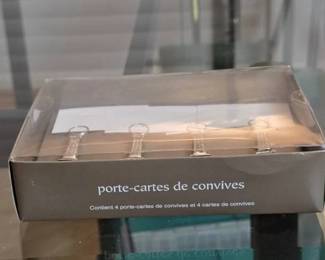 porte-cartes de convives
Contient 4 porte-cartes de convives et 4 cartes de convives